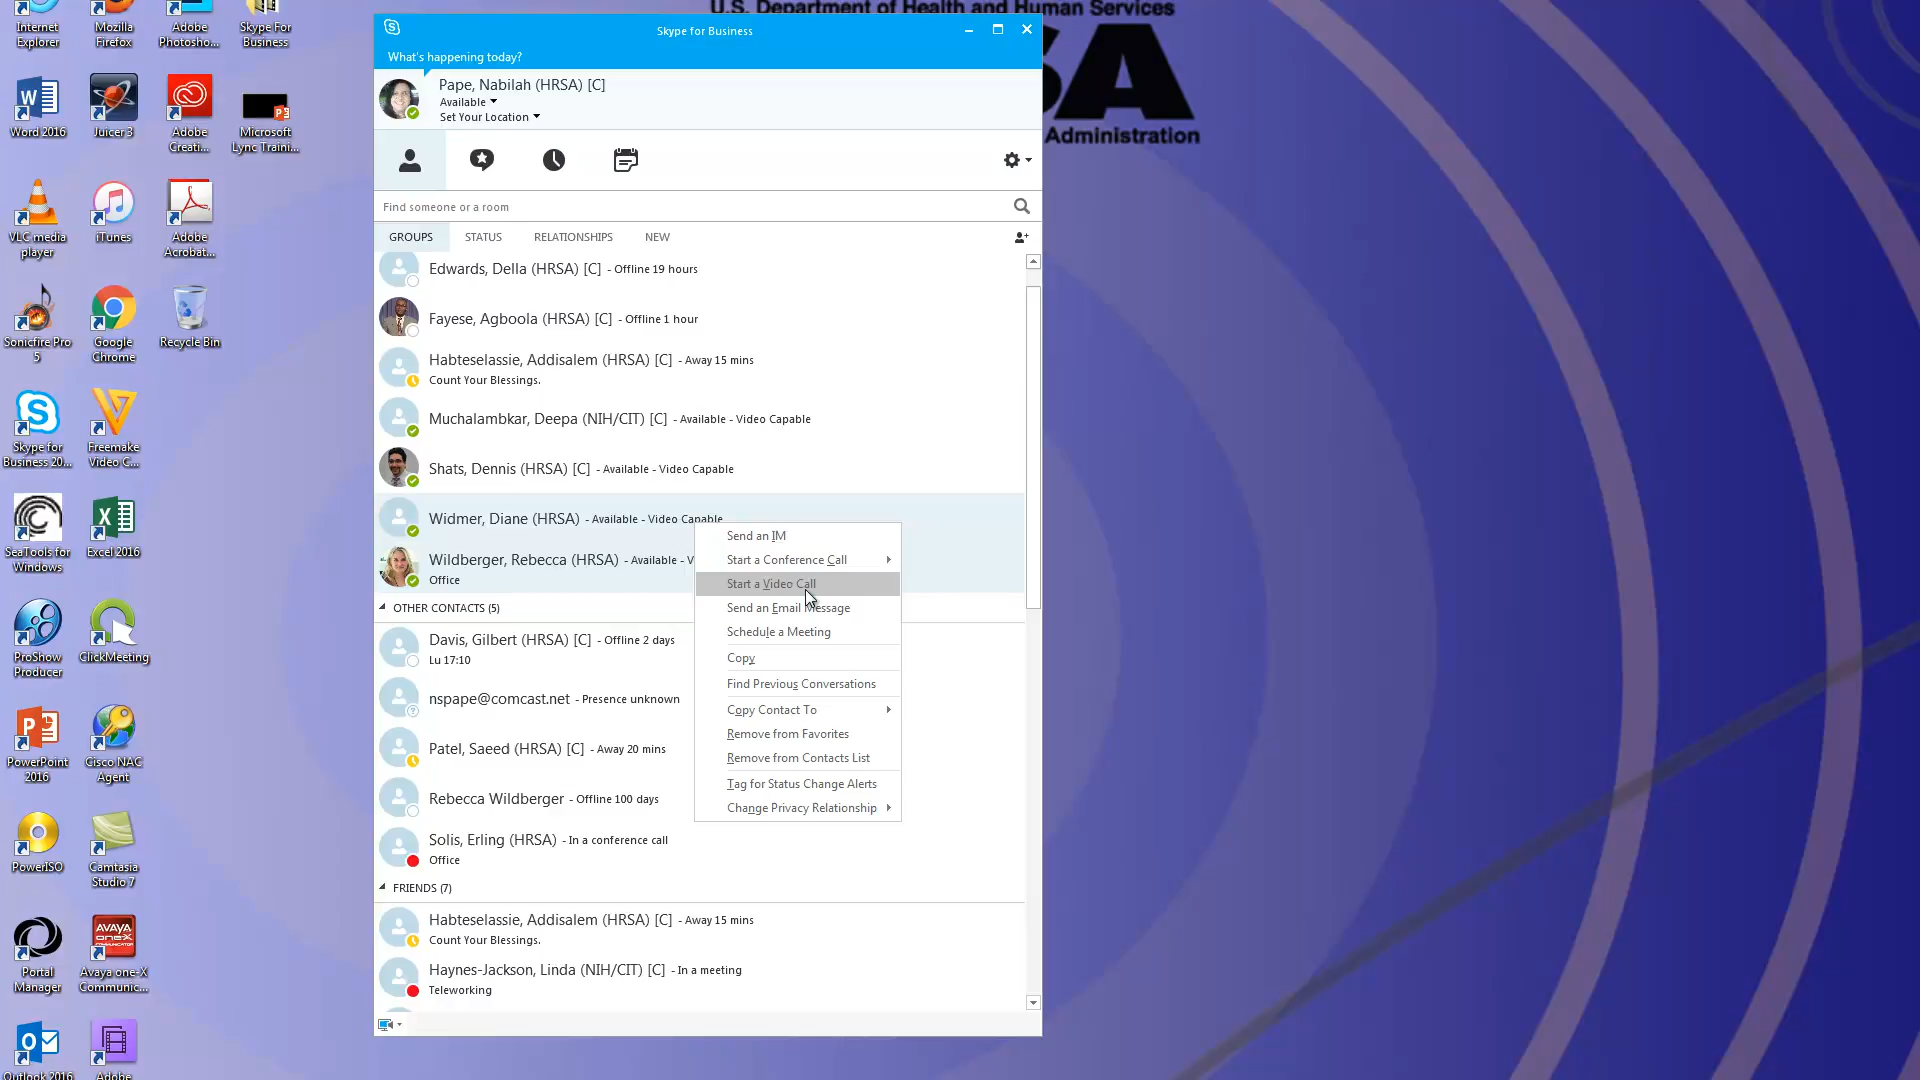 U.S. Department of Health and Human Services
Administration
Internet
Explorer
Mozilla
Firefox
Adobe
Photosho...
Skype For
Business
Word 2016
Juicer 3
Adobe
Creati...
Microsoft
Lync Traini...
VLC media
player
iTunes
Adobe
Acrobat...
Sonicfire Pro
5
Google
Chrome
Recycle Bin
Skype for
Business 20...
Freemake
Video C...
SeaTools for
Windows
Excel 2016
ProShow
Producer
ClickMeeting
PowerPoint
2016
Cisco NAC
Agent
PowerISO
Camtasia
Studio 7
Portal
Manager
AVAYA
one-X
Avaya one-X
Communic...
Outlook 2016
Adobe
Skype for Business
What's happening today?
Pape, Nabilah (HRSA) [C]
Available
Set Your Location
Find someone or a room
GROUPS STATUS RELATIONSHIPS NEW
Edwards, Della (HRSA) [C] - Offline 19 hours
Fayese, Agboola (HRSA) [C] - Offline 1 hour
Habteselassie, Addisalem (HRSA) [C] - Away 15 mins
Count Your Blessings.
Muchalambkar, Deepa (NIH/CIT) [C] - Available - Video Capable
Shats, Dennis (HRSA) [C] - Available - Video Capable
Widmer, Diane (HRSA) - Available - Video Capable
Wildberger, Rebecca (HRSA) - Available - V
Office
OTHER CONTACTS (5)
Davis, Gilbert (HRSA) [C] - Offline 2 days
Lu 17:10
nspape@comcast.net - Presence unknown
Patel, Saeed (HRSA) [C] - Away 20 mins
Rebecca Wildberger - Offline 100 days
Solis, Erling (HRSA) - In a conference call
Office
FRIENDS (7)
Habteselassie, Addisalem (HRSA) [C] - Away 15 mins
Count Your Blessings.
Haynes-Jackson, Linda (NIH/CIT) [C] - In a meeting
Teleworking
Send an IM
Start a Conference Call
Start a Video Call
Send an Email Message
Schedule a Meeting
Copy
Find Previous Conversations
Copy Contact To
Remove from Favorites
Remove from Contacts List
Tag for Status Change Alerts
Change Privacy Relationship